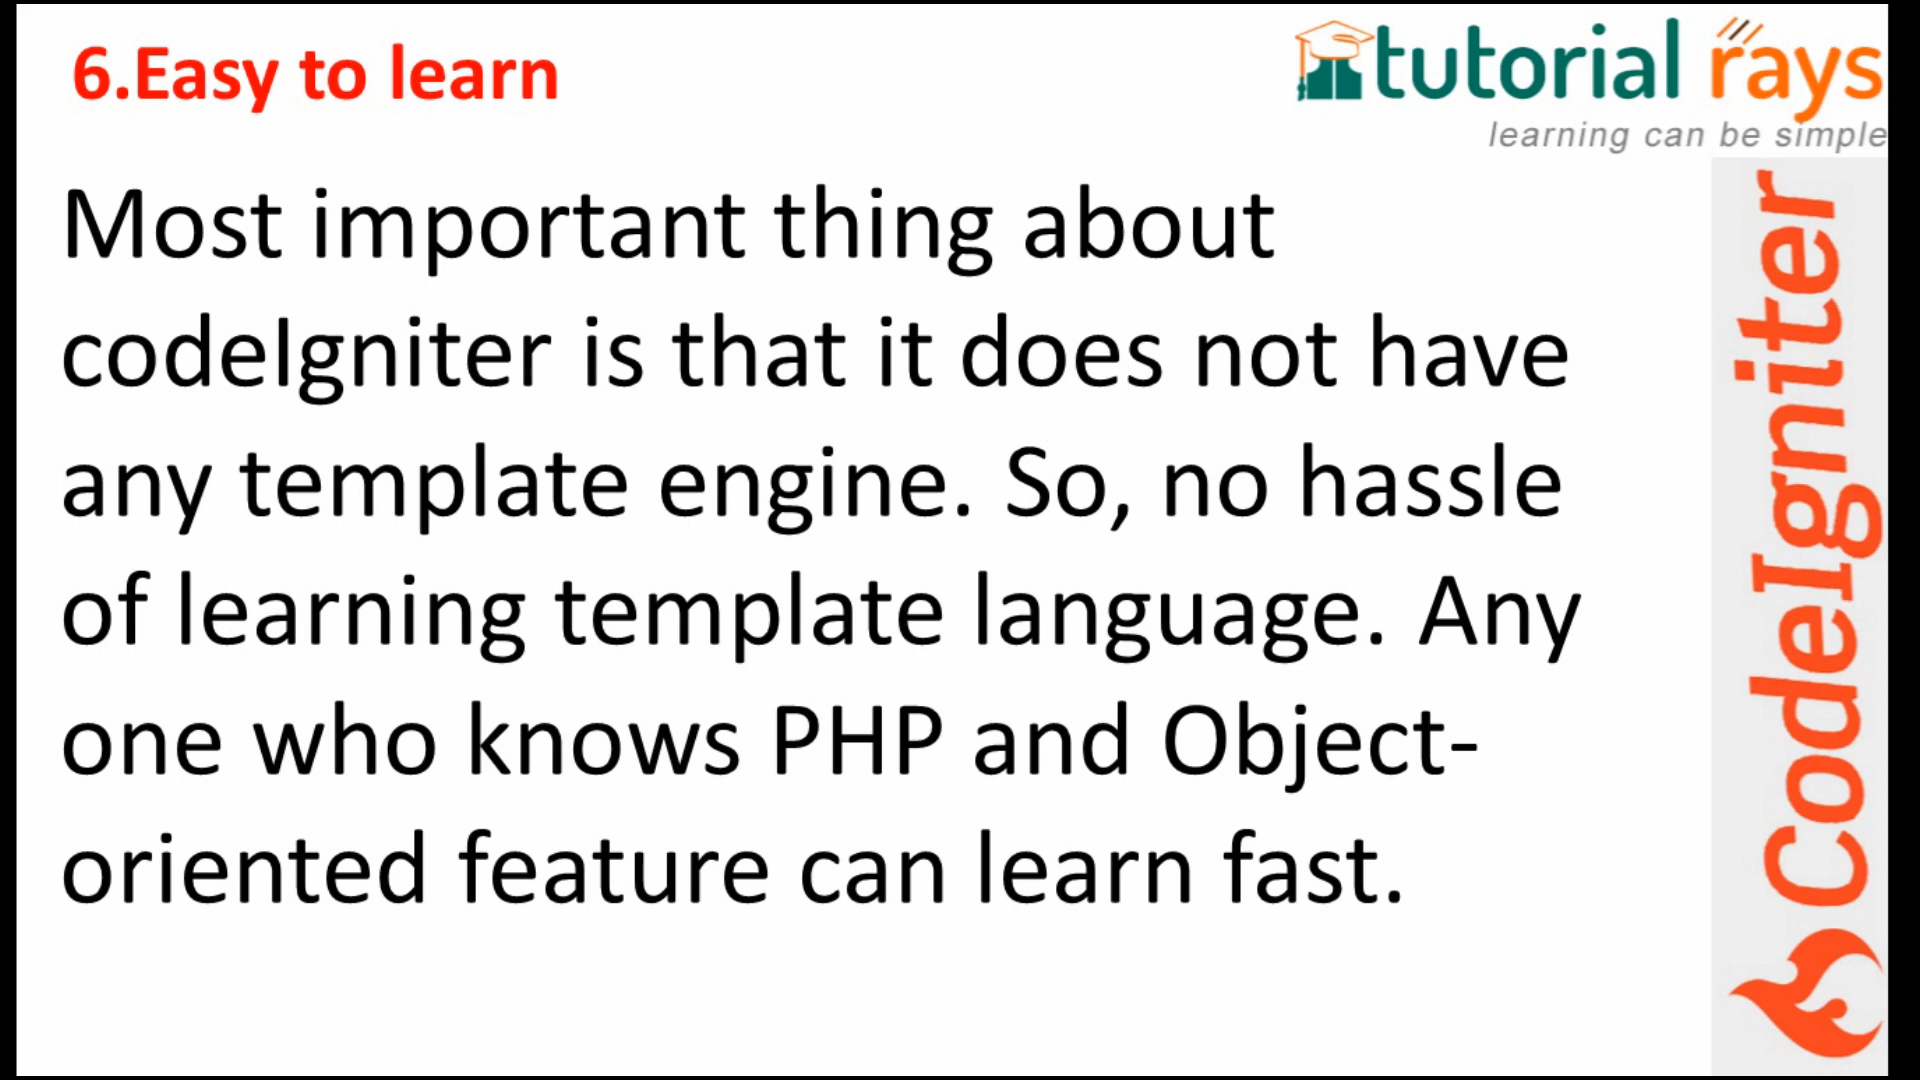 6.Easy to learn
tutorial rays
learning can be simple
Most important thing about
codeIgniter is that it does not have
any template engine. So, no hassle
of learning template language. Any
one who knows PHP and Object-
oriented feature can learn fast.
CodeIgniter